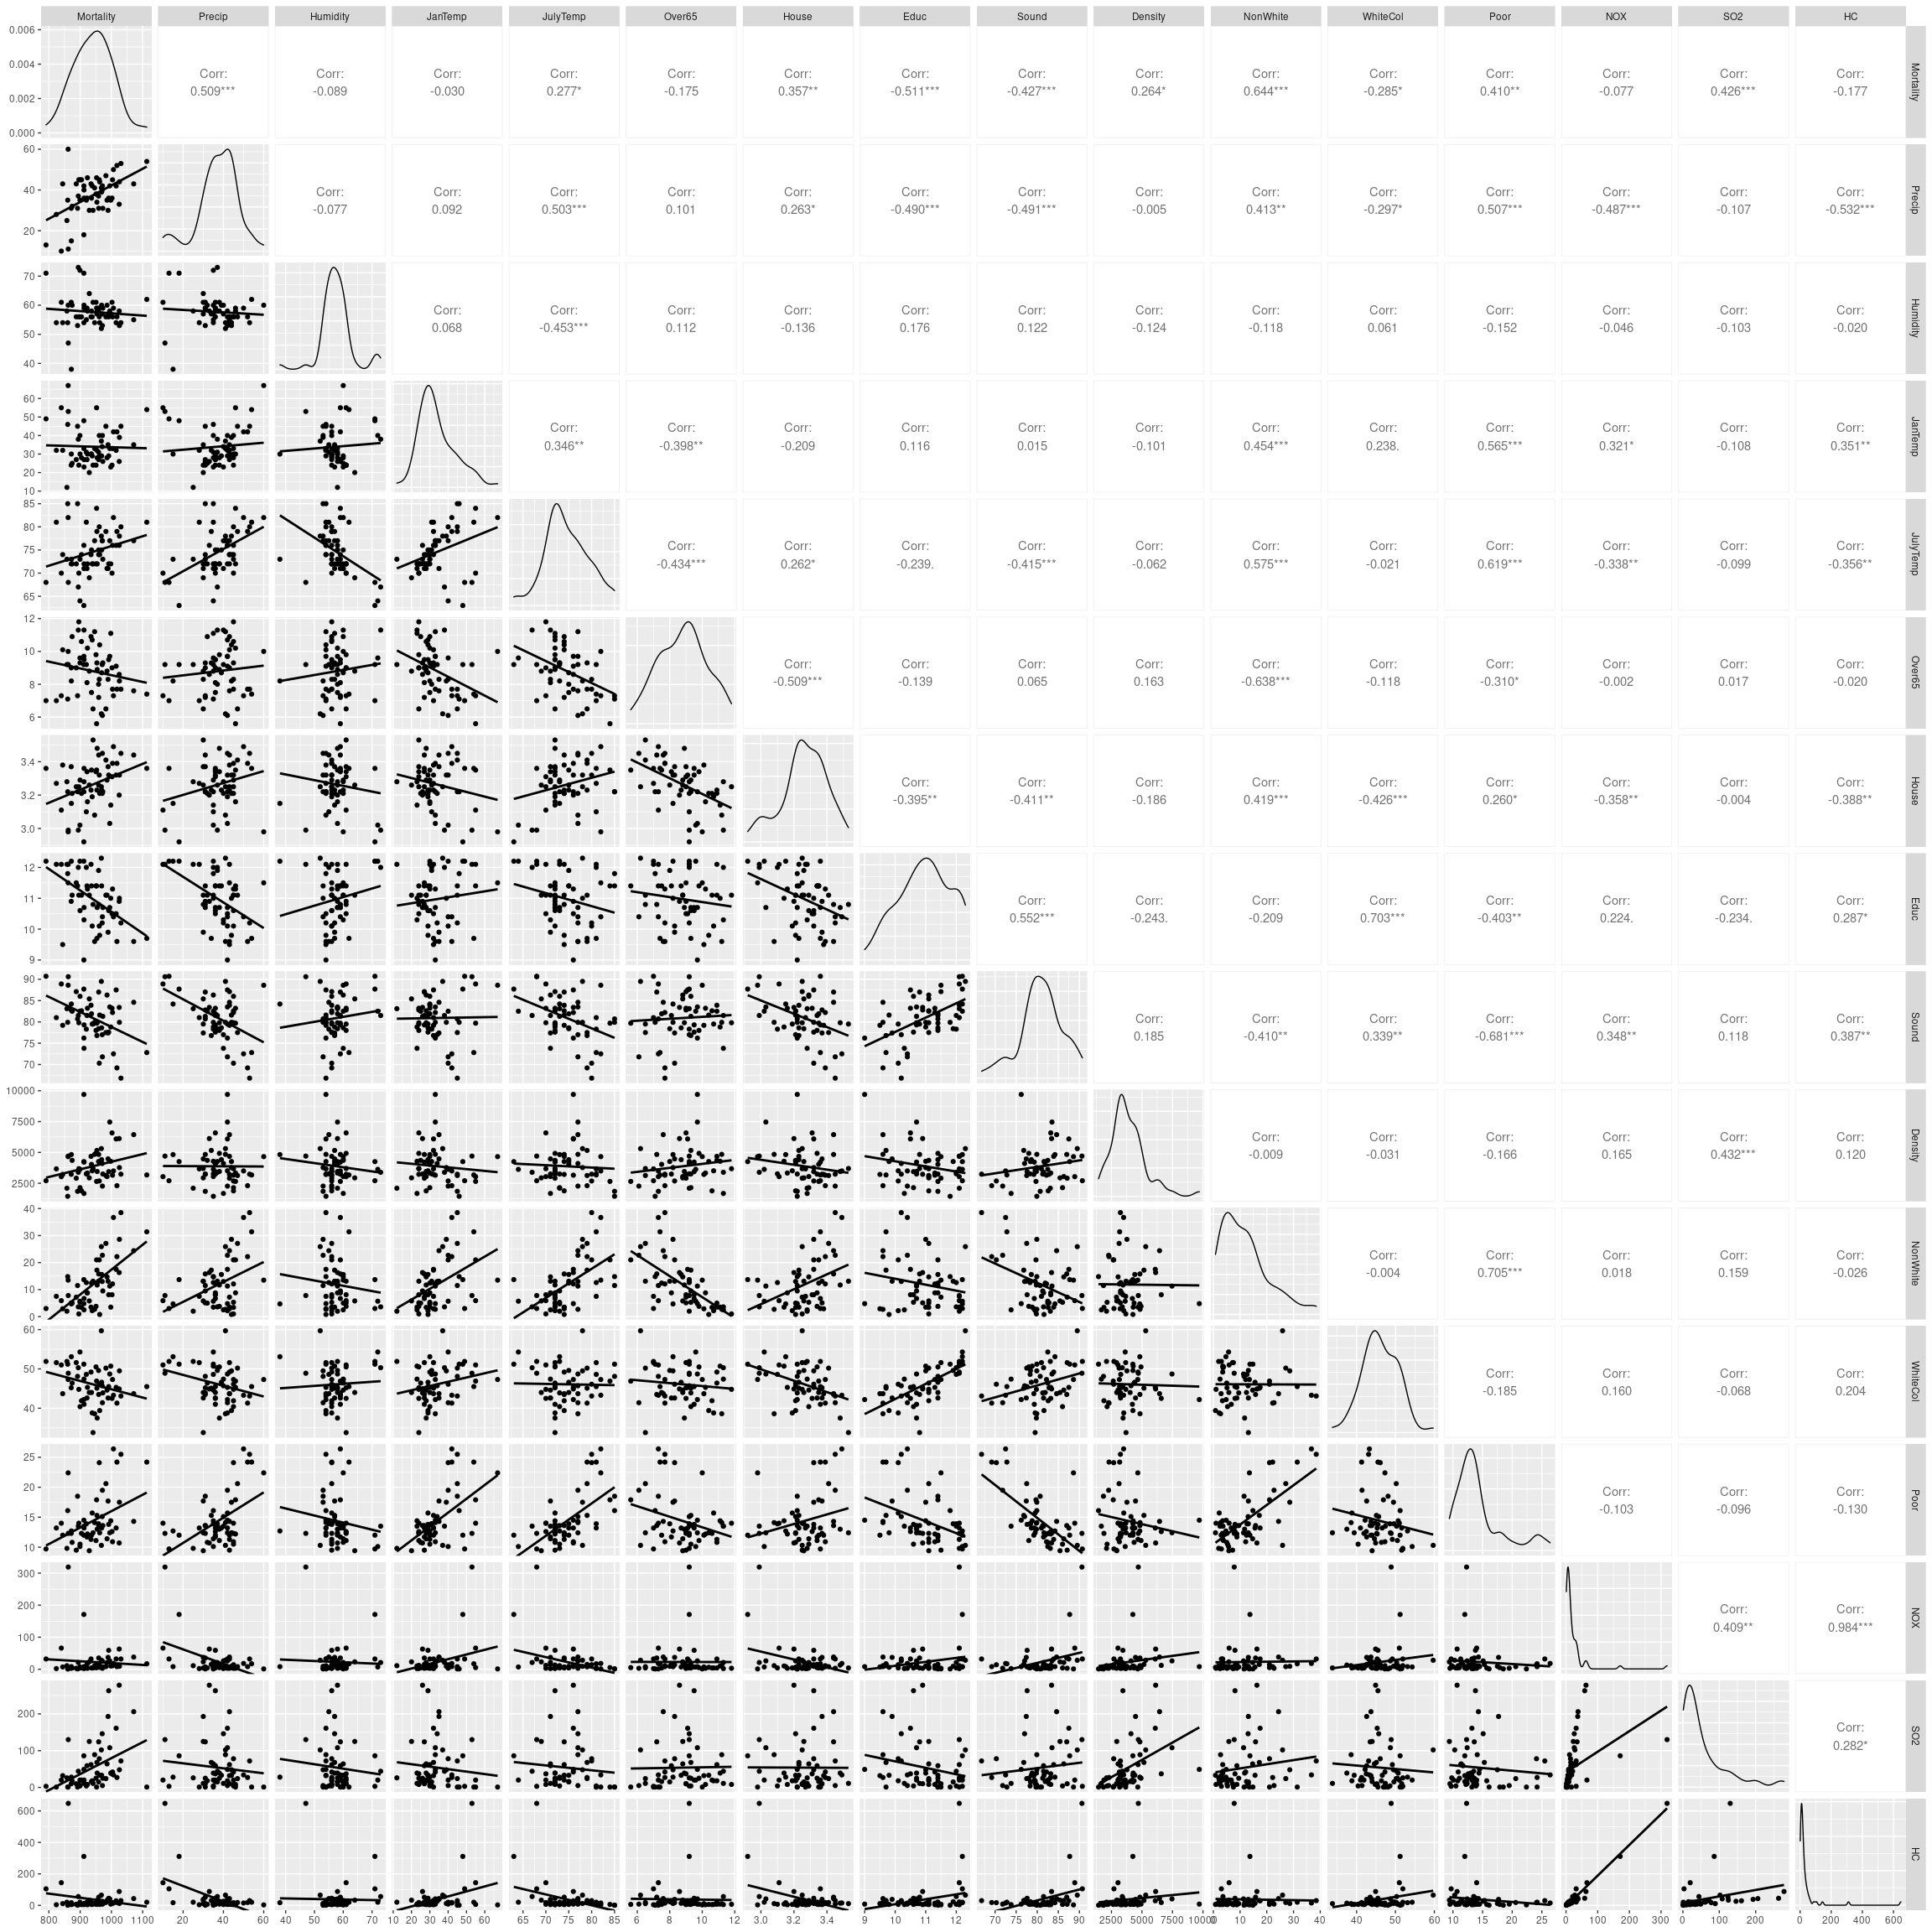 Mortality Precip Humidity JanTemp JulyTemp Over65 House Educ Sound Density NonWhite WhiteCol Poor NOX SO2 HC
0.006
0.004
0.002
0.000
Corr: Corr: Corr: Corr: Corr: Corr: Corr: Corr: Corr: Corr: Corr: Corr: Corr: Corr: Corr:
0.509*** -0.089 -0.030 0.277* -0.175 0.357** -0.511*** -0.427*** 0.264* 0.644*** -0.285* 0.410** -0.077 0.426*** -0.177
Mortality
60
40
20
Corr: Corr: Corr: Corr: Corr: Corr: Corr: Corr: Corr: Corr: Corr: Corr: Corr: Corr:
-0.077 0.092 0.503*** 0.101 0.263* -0.490*** -0.491*** -0.005 0.413** -0.297* 0.507*** -0.487*** -0.107 -0.532***
Precip
70
60
50
40
Corr: Corr: Corr: Corr: Corr: Corr: Corr: Corr: Corr: Corr: Corr: Corr: Corr:
0.068 -0.453*** 0.112 -0.136 0.176 0.122 -0.124 -0.118 0.061 -0.152 -0.046 -0.103 -0.020
Humidity
60
50
40
30
20
10
Corr: Corr: Corr: Corr: Corr: Corr: Corr: Corr: Corr: Corr: Corr: Corr:
0.346** -0.398** -0.209 0.116 0.015 -0.101 0.454*** 0.238. 0.565*** 0.321* -0.108 0.351**
JanTemp
85
80
75
70
65
Corr: Corr: Corr: Corr: Corr: Corr: Corr: Corr: Corr: Corr: Corr:
-0.434*** 0.262* -0.239. -0.415*** -0.062 0.575*** -0.021 0.619*** -0.338** -0.099 -0.356**
JulyTemp
12
10
8
6
Corr: Corr: Corr: Corr: Corr: Corr: Corr: Corr: Corr: Corr:
-0.509*** -0.139 0.065 0.163 -0.638*** -0.118 -0.310* -0.002 0.017 -0.020
Over65
3.4
3.2
3.0
Corr: Corr: Corr: Corr: Corr: Corr: Corr: Corr: Corr:
-0.395** -0.411** -0.186 0.419*** -0.426*** 0.260* -0.358** -0.004 -0.388**
House
12
11
10
9
Corr: Corr: Corr: Corr: Corr: Corr: Corr: Corr:
0.552*** -0.243. -0.209 0.703*** -0.403** 0.224. -0.234. 0.287*
Educ
90
85
80
75
70
Corr: Corr: Corr: Corr: Corr: Corr: Corr:
0.185 -0.410** 0.339** -0.681*** 0.348** 0.118 0.387**
Sound
10000
7500
5000
2500
Corr: Corr: Corr: Corr: Corr: Corr:
-0.009 -0.031 -0.166 0.165 0.432*** 0.120
Density
40
30
20
10
0
Corr: Corr: Corr: Corr: Corr:
-0.004 0.705*** 0.018 0.159 -0.026
NonWhite
60
50
40
Corr: Corr: Corr: Corr:
-0.185 0.160 -0.068 0.204
WhiteCol
25
20
15
10
Corr: Corr: Corr:
-0.103 -0.096 -0.130
Poor
300
200
100
0
Corr: Corr:
0.409** 0.984***
NOX
200
100
0
Corr:
0.282*
SO2
600
400
200
0
HC
800 900 1000 1100 20 40 60 40 50 60 70 10 20 30 40 50 60 65 70 75 80 85 6 8 10 12 3.0 3.2 3.4 9 10 11 12 70 75 80 85 90 2500 5000 7500 10000 0 10 20 30 40 40 50 60 10 15 20 25 0 100 200 300 0 100 200 0 200 400 600